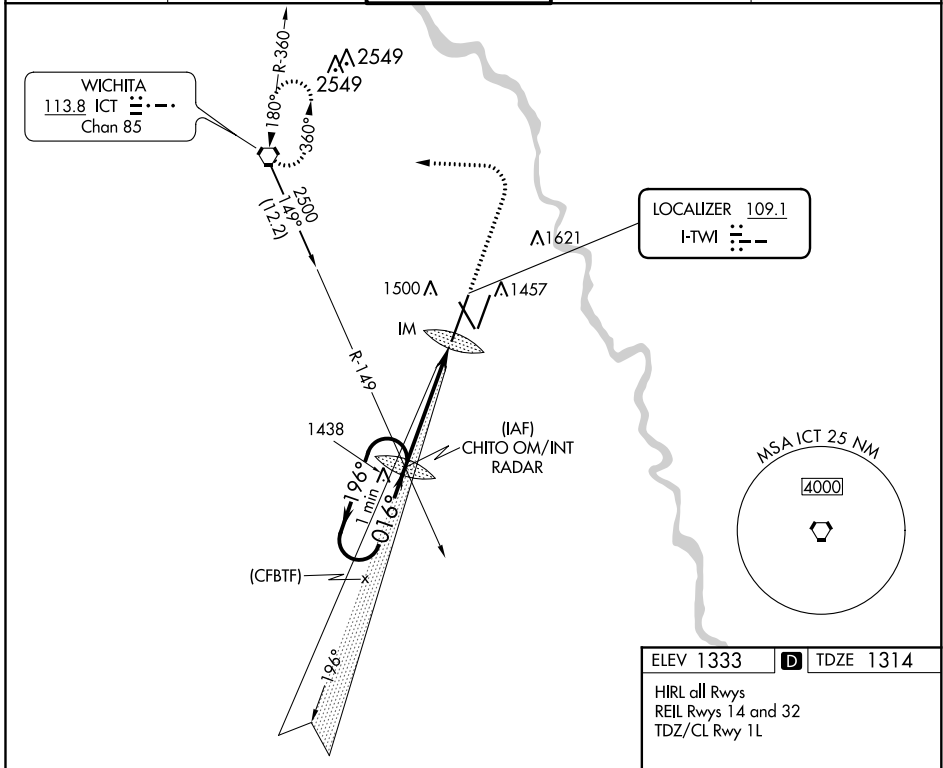 R-360
2549
2549
WICHITA
113.8 ICT
Chan 85
180°
360°
2500
149°
(12.2)
LOCALIZER 109.1
I-TWI
1621
1500
1457
IM
R-149
1438
(IAF)
CHITO OM/INT
RADAR
196°
1 min
016°
(CFBTF)
x
196°
MSA ICT 25 NM
4000
ELEV 1333 D TDZE 1314
HIRL all Rwys
REIL Rwys 14 and 32
TDZ/CL Rwy 1L